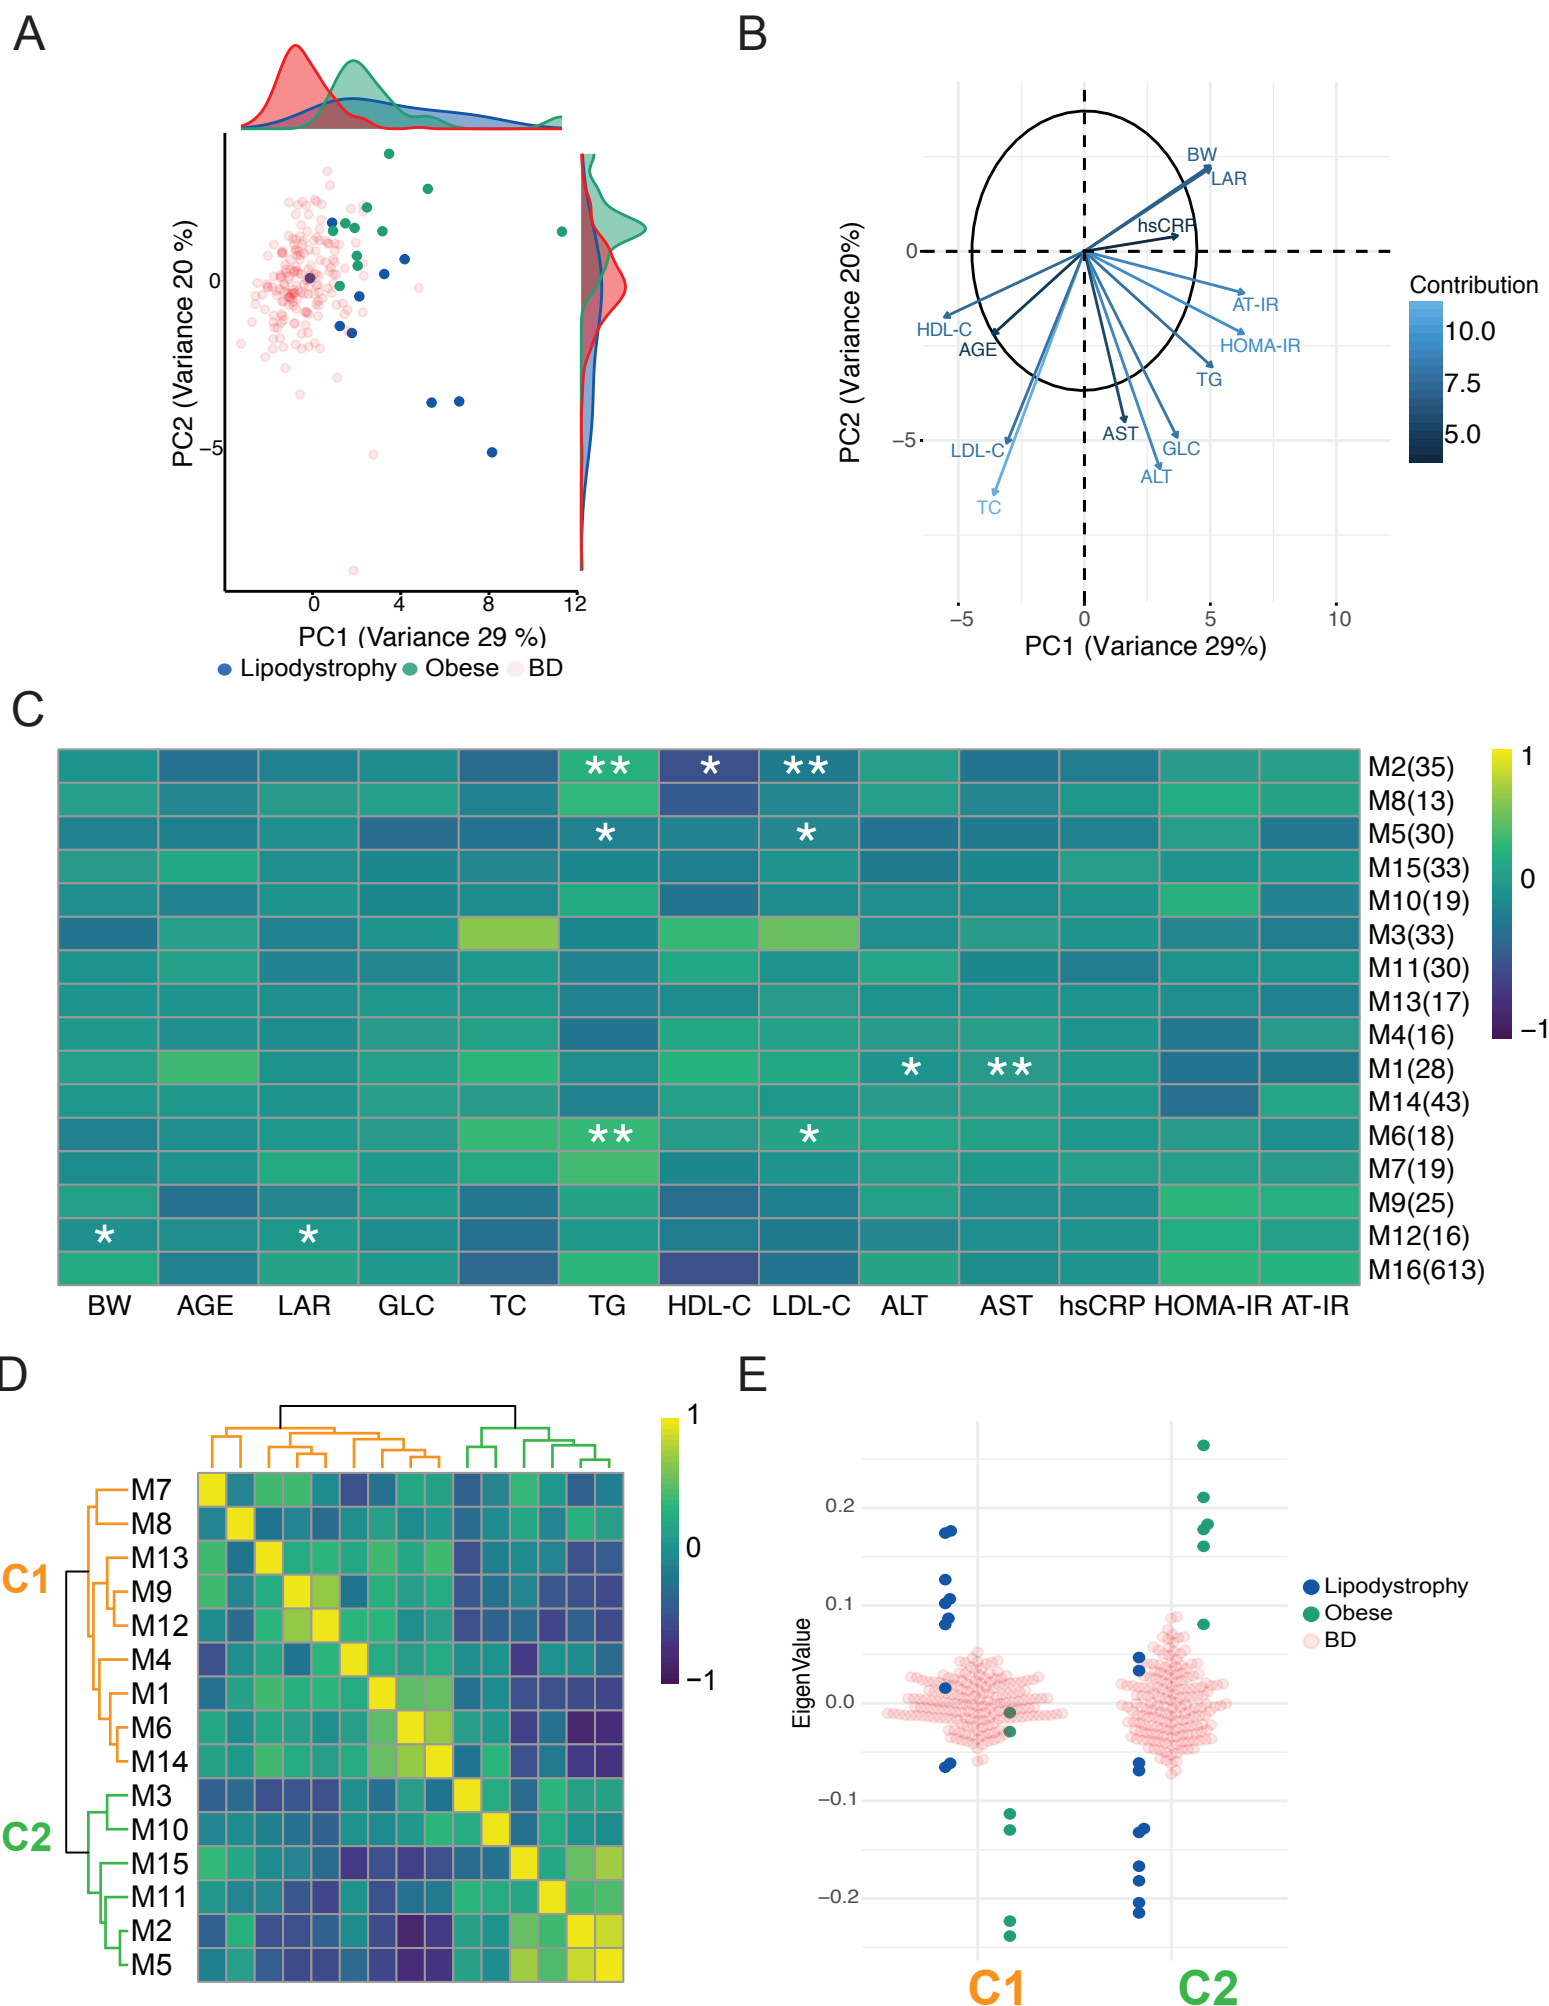 A
PC2 (Variance 20 %)
0
−5
0 4 8 12
PC1 (Variance 29 %)
Lipodystrophy Obese BD
B
PC2 (Variance 20%)
0
−5
BW
LAR
hsCRP
AT-IR
HOMA-IR
TG
HDL-C
AGE
AST
GLC
LDL-C
ALT
TC
−5 0 5 10
PC1 (Variance 29%)
Contribution
10.0
7.5
5.0
C
** * ** M2(35)
M8(13)
* * M5(30)
M15(33)
M10(19)
M3(33)
M11(30)
M13(17)
M4(16)
* ** M1(28)
M14(43)
** * M6(18)
M7(19)
M9(25)
* * M12(16)
M16(613)
BW AGE LAR GLC TC TG HDL-C LDL-C ALT AST hsCRP HOMA-IR AT-IR
1
0
−1
D
C1
C2
M7
M8
M13
M9
M12
M4
M1
M6
M14
M3
M10
M15
M11
M2
M5
1
0
−1
E
EigenValue
0.2
0.1
0.0
−0.1
−0.2
C1 C2
Lipodystrophy
Obese
BD